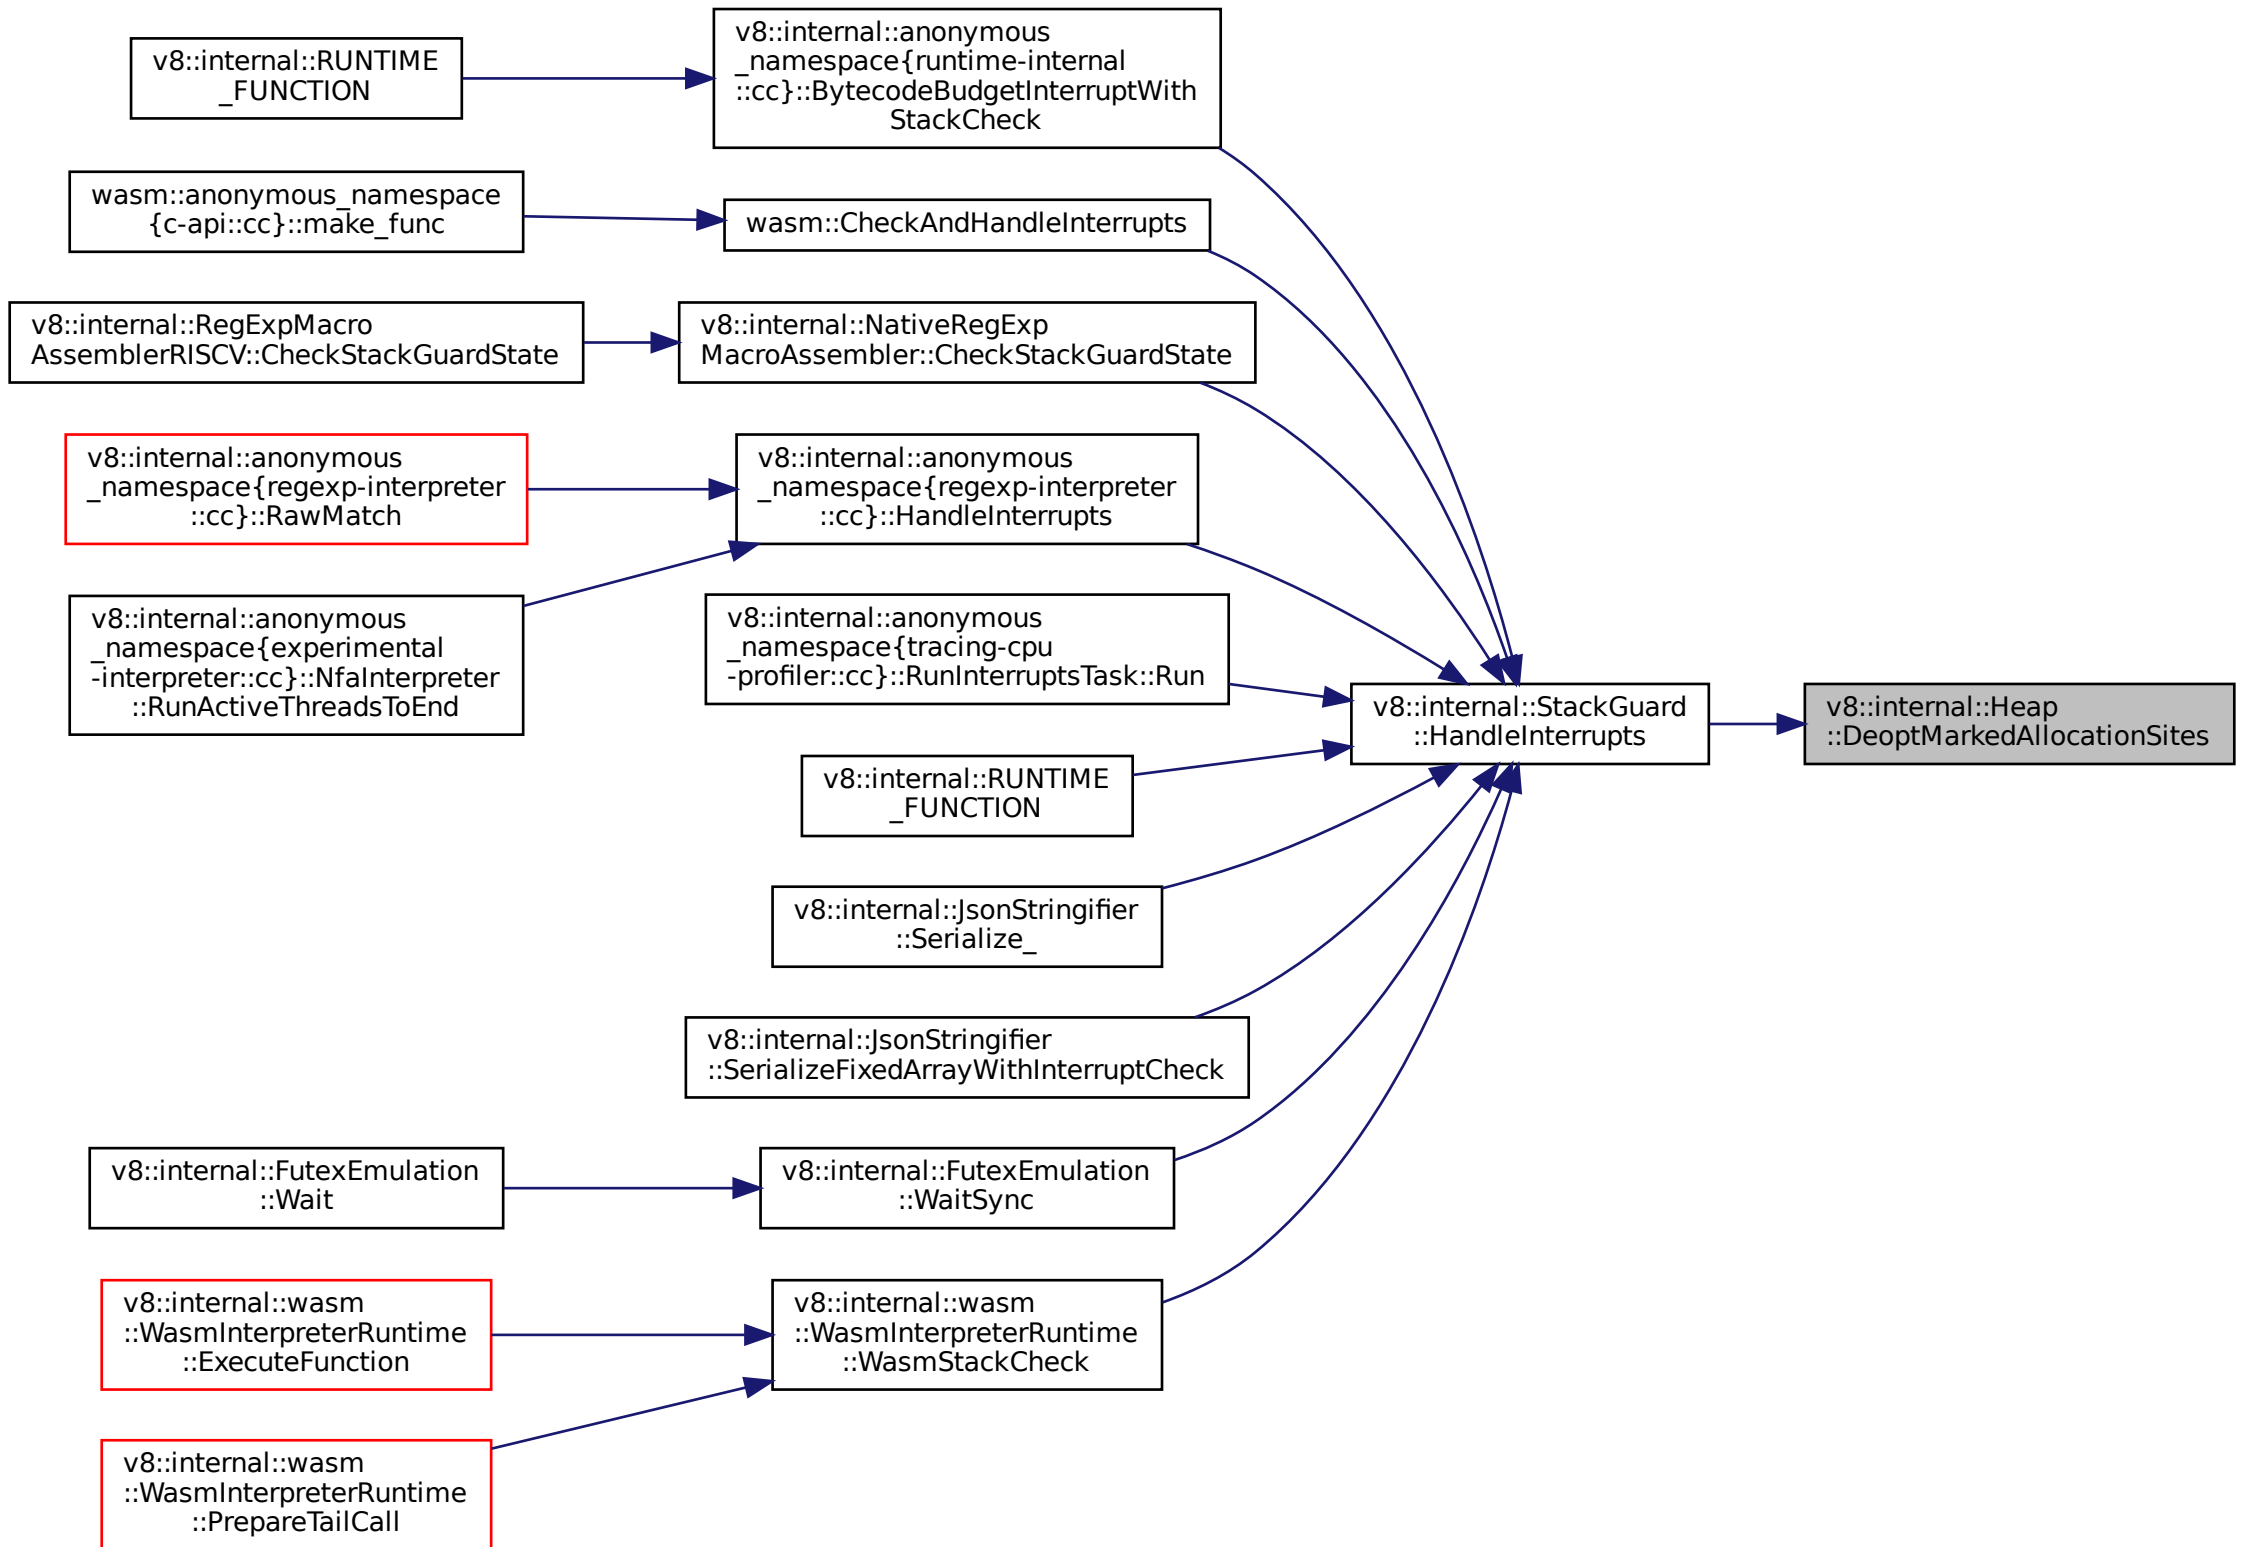 v8::internal::RUNTIME
_FUNCTION
v8::internal::anonymous
_namespace{runtime-internal
::cc}::BytecodeBudgetInterruptWith
StackCheck
wasm::anonymous_namespace
{c-api::cc}::make_func
wasm::CheckAndHandleInterrupts
v8::internal::RegExpMacro
AssemblerRISCV::CheckStackGuardState
v8::internal::NativeRegExp
MacroAssembler::CheckStackGuardState
v8::internal::anonymous
_namespace{regexp-interpreter
::cc}::RawMatch
v8::internal::anonymous
_namespace{regexp-interpreter
::cc}::HandleInterrupts
v8::internal::anonymous
_namespace{experimental
-interpreter::cc}::NfaInterpreter
::RunActiveThreadsToEnd
v8::internal::anonymous
_namespace{tracing-cpu
-profiler::cc}::RunInterruptsTask::Run
v8::internal::StackGuard
::HandleInterrupts
v8::internal::Heap
::DeoptMarkedAllocationSites
v8::internal::RUNTIME
_FUNCTION
v8::internal::JsonStringifier
::Serialize_
v8::internal::JsonStringifier
::SerializeFixedArrayWithInterruptCheck
v8::internal::FutexEmulation
::Wait
v8::internal::FutexEmulation
::WaitSync
v8::internal::wasm
::WasmInterpreterRuntime
::ExecuteFunction
v8::internal::wasm
::WasmInterpreterRuntime
::WasmStackCheck
v8::internal::wasm
::WasmInterpreterRuntime
::PrepareTailCall